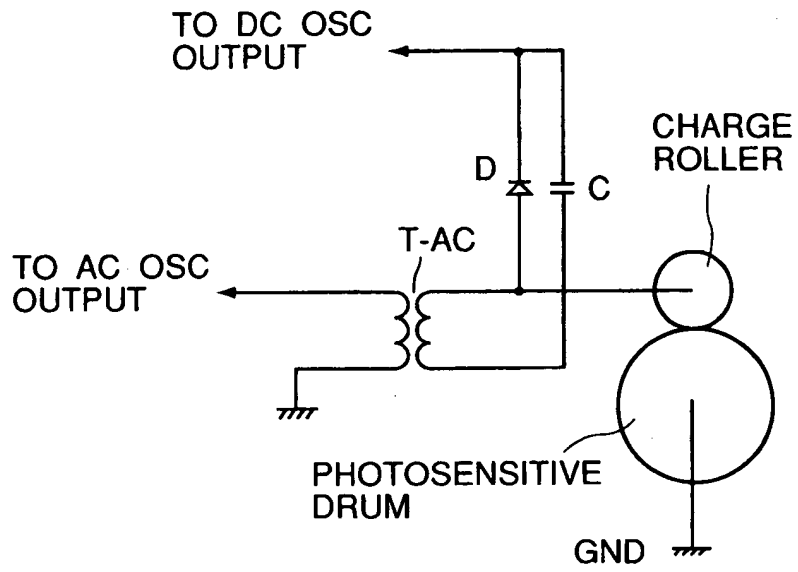 TO DC OSC
OUTPUT
CHARGE
ROLLER
D
C
T-AC
TO AC OSC
OUTPUT
PHOTOSENSITIVE
DRUM
GND